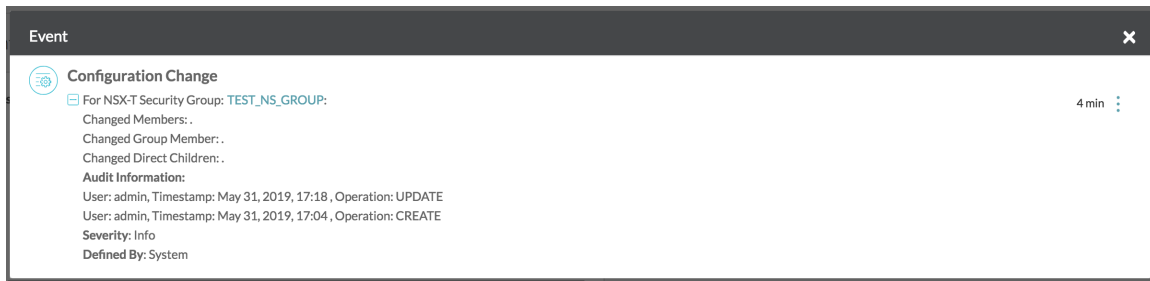 Event
Configuration Change
For NSX-T Security Group: TEST_NS_GROUP:
4 min
Changed Members: .
Changed Group Member: .
Changed Direct Children: .
Audit Information:
User: admin, Timestamp: May 31, 2019, 17:18 , Operation: UPDATE
User: admin, Timestamp: May 31, 2019, 17:04 , Operation: CREATE
Severity: Info
Defined By: System